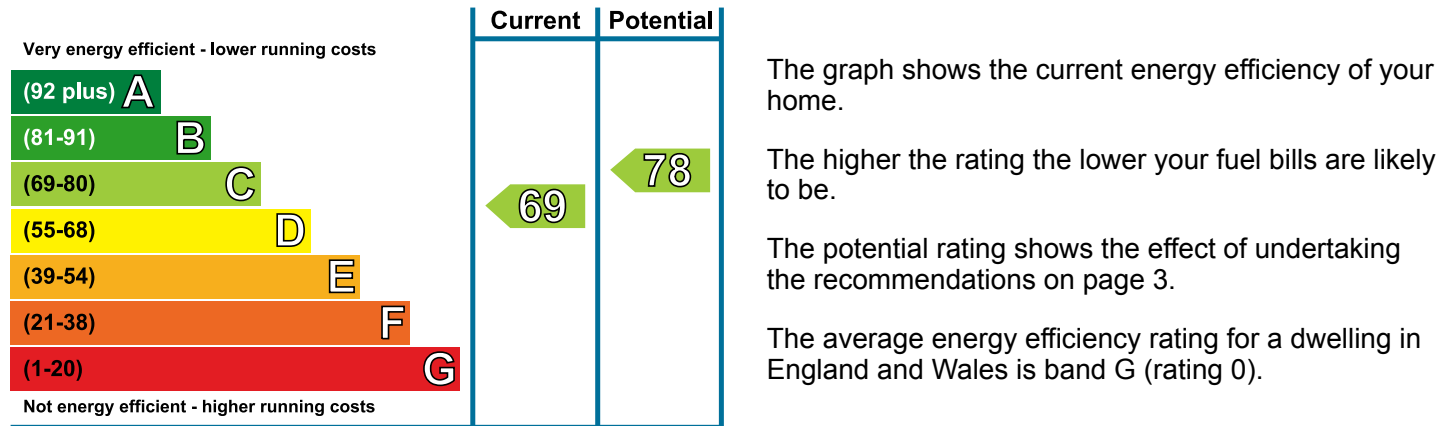 Current Potential
Very energy efficient - lower running costs
(92 plus) A
(81-91) B
(69-80) C
(55-68) D
(39-54) E
(21-38) F
(1-20) G
Not energy efficient - higher running costs
69
78
The graph shows the current energy efficiency of your
home.
The higher the rating the lower your fuel bills are likely
to be.
The potential rating shows the effect of undertaking
the recommendations on page 3.
The average energy efficiency rating for a dwelling in
England and Wales is band G (rating 0).